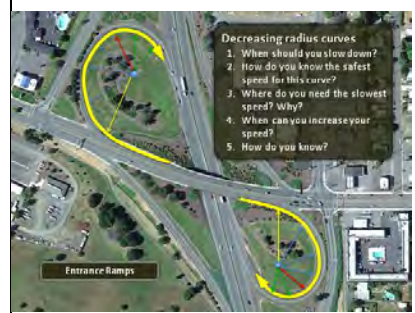 Decreasing radius curves
1. When should you slow down?
2. How do you know the safest
speed for this curve?
3. Where do you need the slowest
speed? Why?
4. When can you increase your
speed?
5. How do you know?
Entrance Ramps